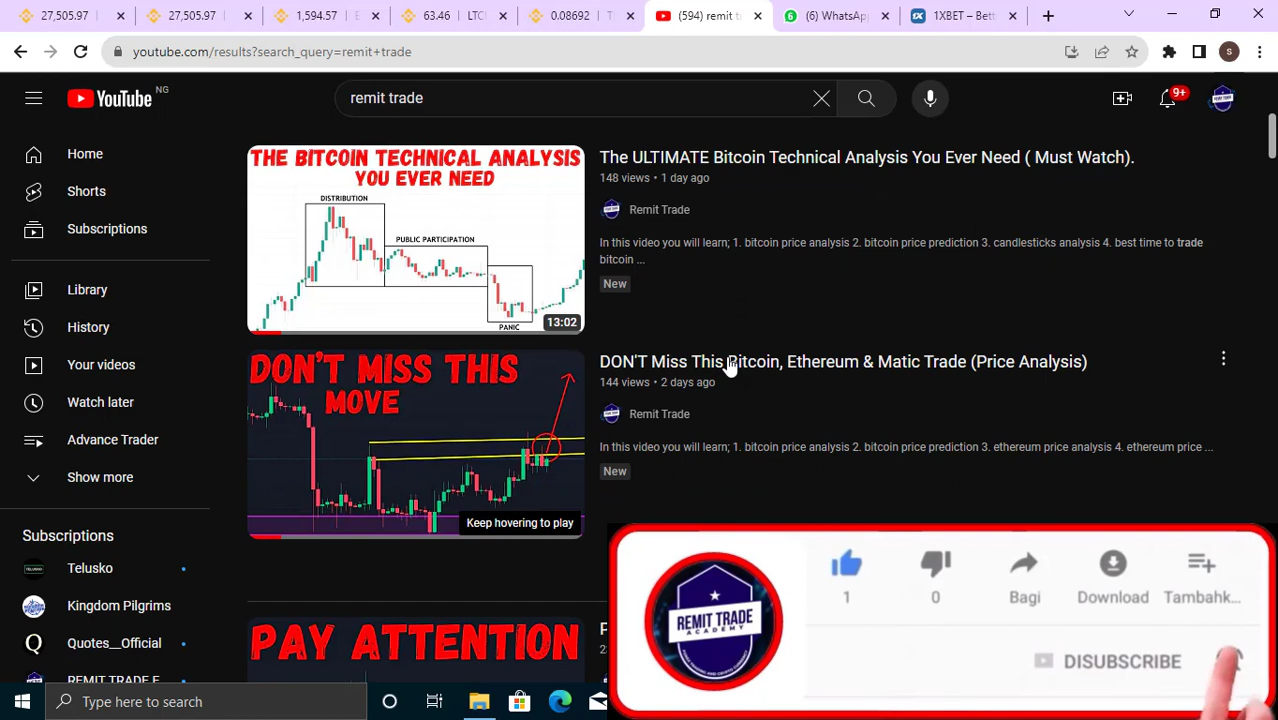 27,505.97
27,505.97
1,594.57 | E
63.46 | LTC
0.08692 | T
(594) remit t
(6) WhatsApp
1XBET – Bett
youtube.com/results?search_query=remit+trade
S
YouTube NG
remit trade
9+
Home
Shorts
Subscriptions
Library
History
Your videos
Watch later
Advance Trader
Show more
Subscriptions
Telusko
Kingdom Pilgrims
Quotes__Official
THE BITCOIN TECHNICAL ANALYSIS
YOU EVER NEED
DISTRIBUTION
PUBLIC PARTICIPATION
PANIC
13:02
The ULTIMATE Bitcoin Technical Analysis You Ever Need ( Must Watch).
148 views • 1 day ago
Remit Trade
In this video you will learn; 1. bitcoin price analysis 2. bitcoin price prediction 3. candlesticks analysis 4. best time to trade
bitcoin ...
New
DON'T MISS THIS
MOVE
Keep hovering to play
DON'T Miss This Bitcoin, Ethereum & Matic Trade (Price Analysis)
144 views • 2 days ago
Remit Trade
In this video you will learn; 1. bitcoin price analysis 2. bitcoin price prediction 3. ethereum price analysis 4. ethereum price ...
New
PAY ATTENTION
REMIT TRADE
ACADEMY
1
0
Bagi
Download
Tambahk...
DISUBSCRIBE
Type here to search